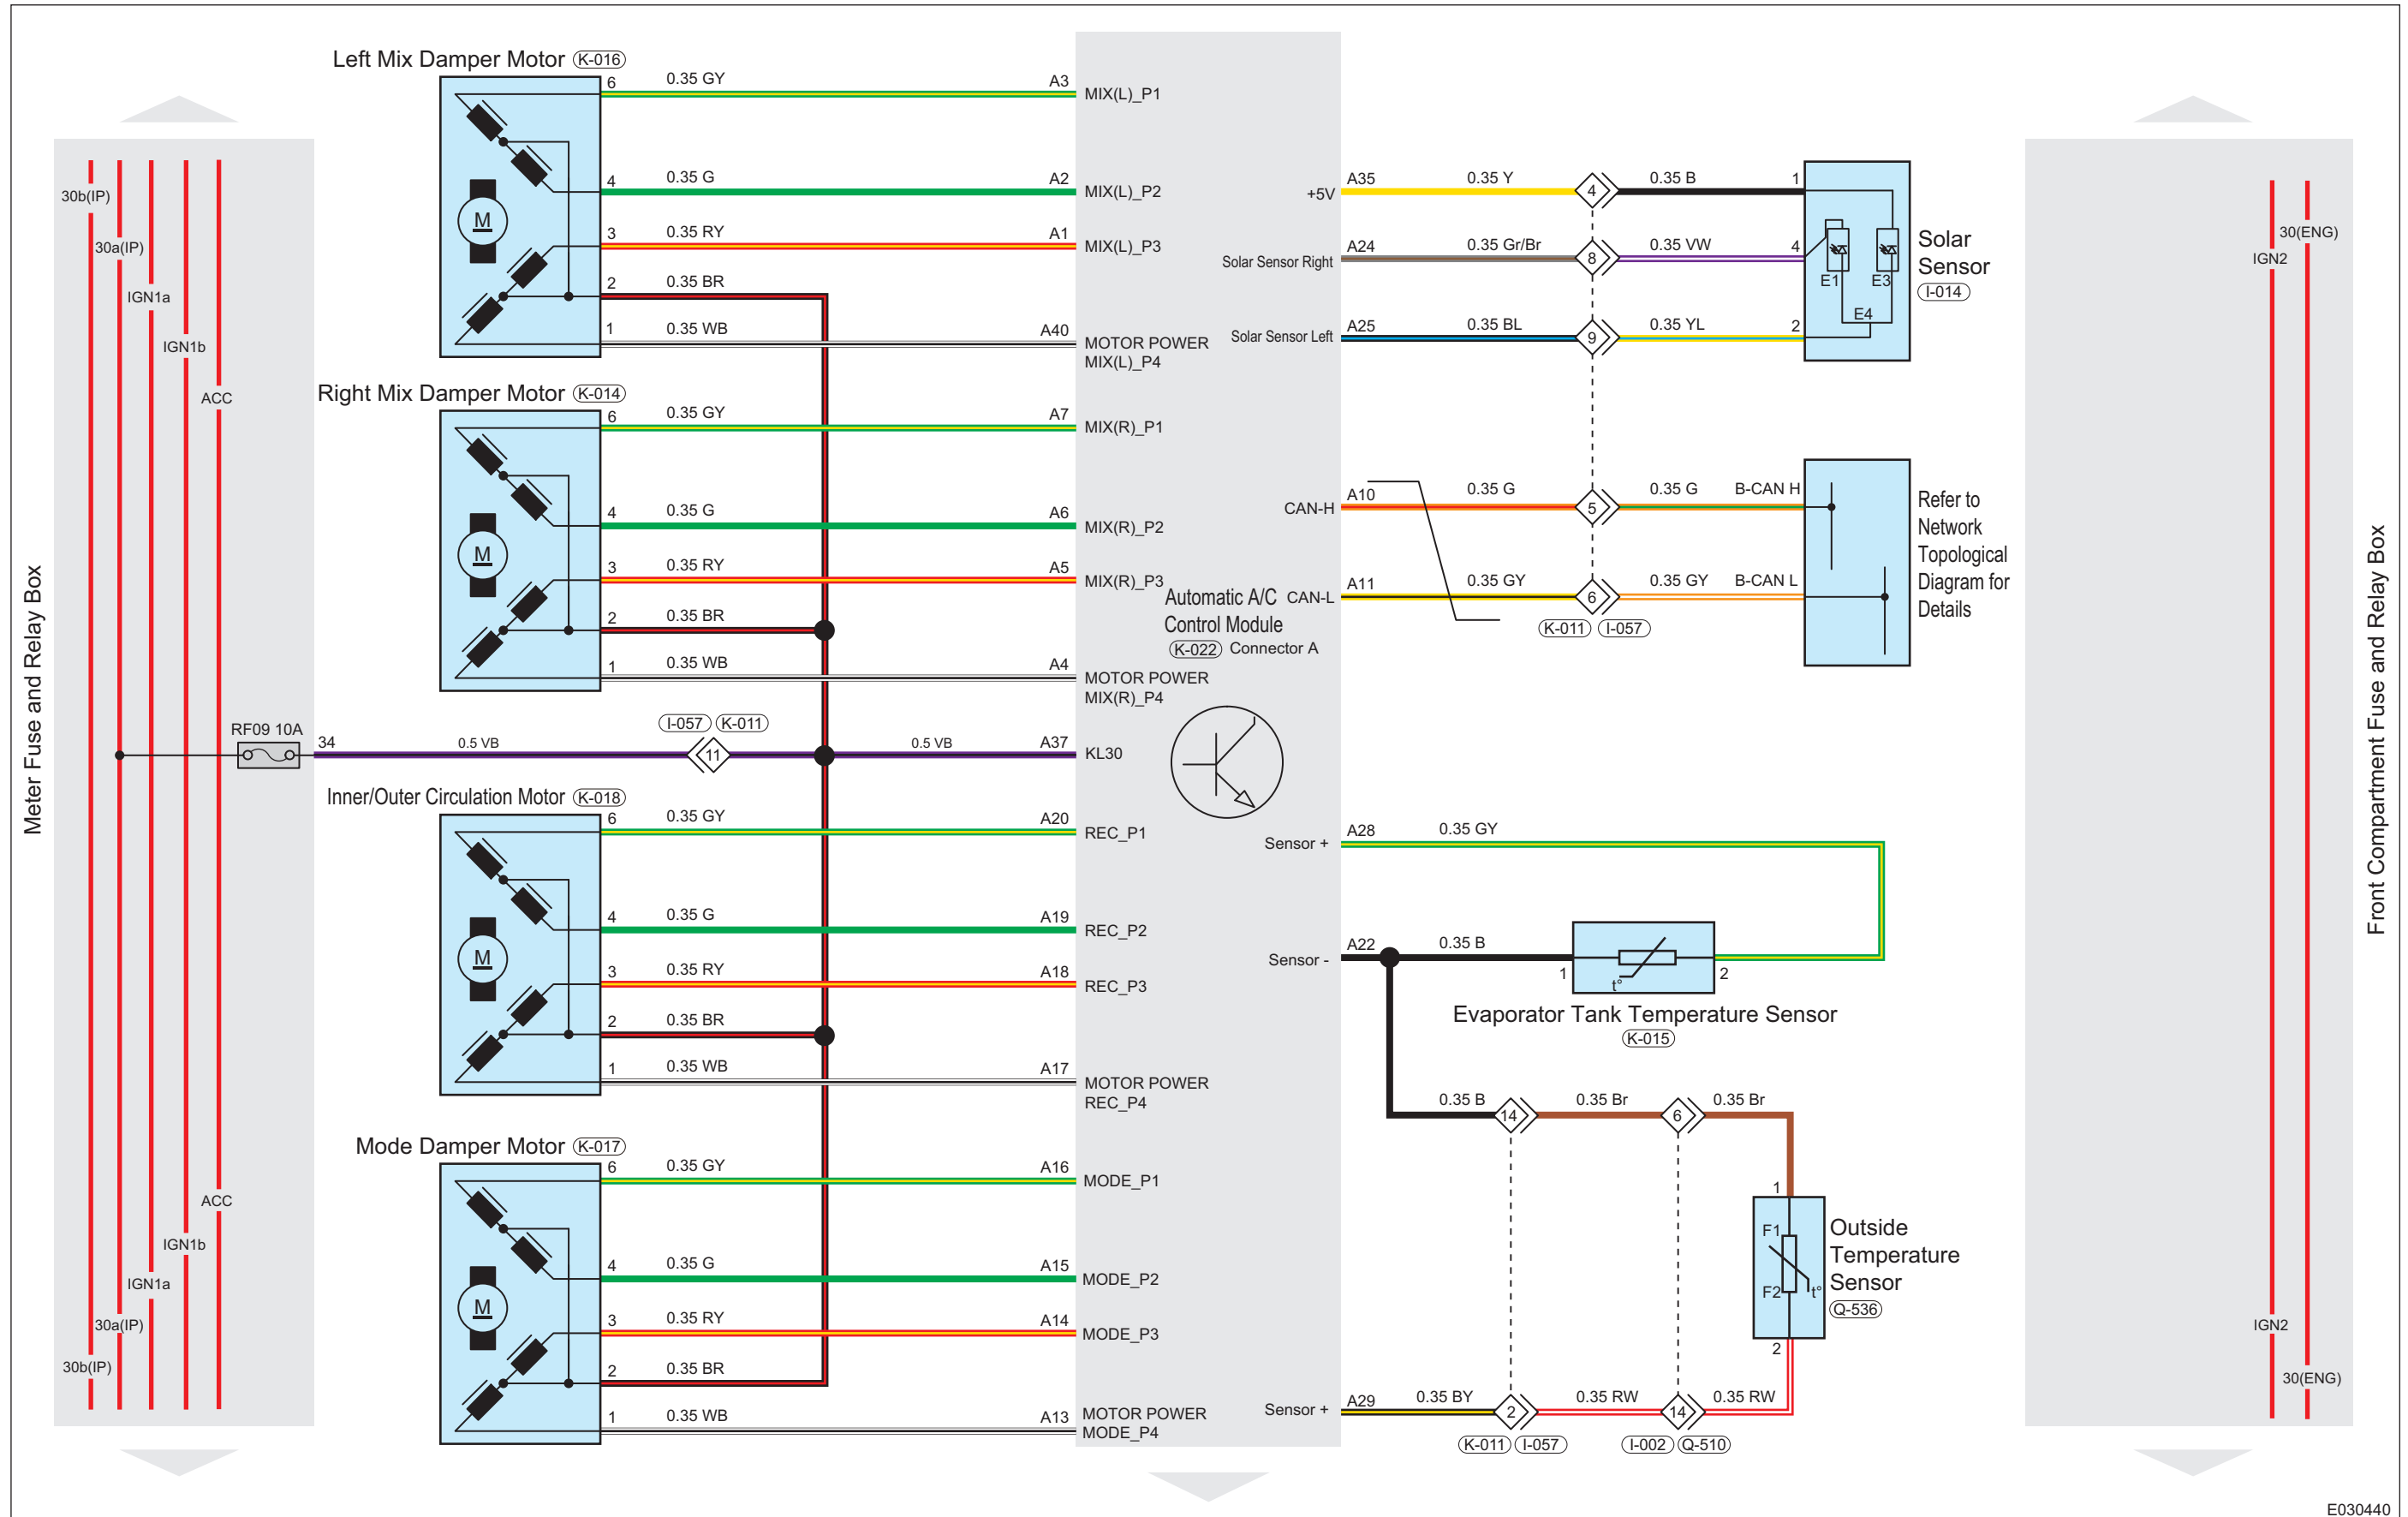 Meter Fuse and Relay Box
30b(IP)
30a(IP)
IGN1a
IGN1b
ACC
RF09 10A
ACC
IGN1b
IGN1a
30a(IP)
30b(IP)
Left Mix Damper Motor K-016
M
6 0.35 GY A3 MIX(L)_P1
4 0.35 G A2 MIX(L)_P2
3 0.35 RY A1 MIX(L)_P3
2 0.35 BR
1 0.35 WB A40 MOTOR POWER
MIX(L)_P4
Right Mix Damper Motor K-014
M
6 0.35 GY A7 MIX(R)_P1
4 0.35 G A6 MIX(R)_P2
3 0.35 RY A5 MIX(R)_P3
2 0.35 BR
1 0.35 WB A4 MOTOR POWER
MIX(R)_P4
I-057 K-011
34 0.5 VB 11 0.5 VB A37 KL30
Inner/Outer Circulation Motor K-018
M
6 0.35 GY A20 REC_P1
4 0.35 G A19 REC_P2
3 0.35 RY A18 REC_P3
2 0.35 BR
1 0.35 WB A17 MOTOR POWER
REC_P4
Mode Damper Motor K-017
M
6 0.35 GY A16 MODE_P1
4 0.35 G A15 MODE_P2
3 0.35 RY A14 MODE_P3
2 0.35 BR
1 0.35 WB A13 MOTOR POWER
MODE_P4
Automatic A/C
Control Module
K-022 Connector A
+5V A35 0.35 Y 4 0.35 B 1
Solar Sensor Right A24 0.35 Gr/Br 8 0.35 VW 4
Solar Sensor Left A25 0.35 BL 9 0.35 YL 2
E1 E3
E4
Solar
Sensor
I-014
CAN-H A10 0.35 G 5 0.35 G B-CAN H
CAN-L A11 0.35 GY 6 0.35 GY B-CAN L
K-011 I-057
Refer to
Network
Topological
Diagram for
Details
Sensor + A28 0.35 GY
Sensor - A22 0.35 B 1 t° 2
Evaporator Tank Temperature Sensor
K-015
0.35 B 14 0.35 Br 6 0.35 Br
1
F1
F2 t°
2
Outside
Temperature
Sensor
Q-536
Sensor + A29 0.35 BY 2 0.35 RW 14 0.35 RW
K-011 I-057 I-002 Q-510
30(ENG)
IGN2
IGN2
30(ENG)
Front Compartment Fuse and Relay Box
E030440